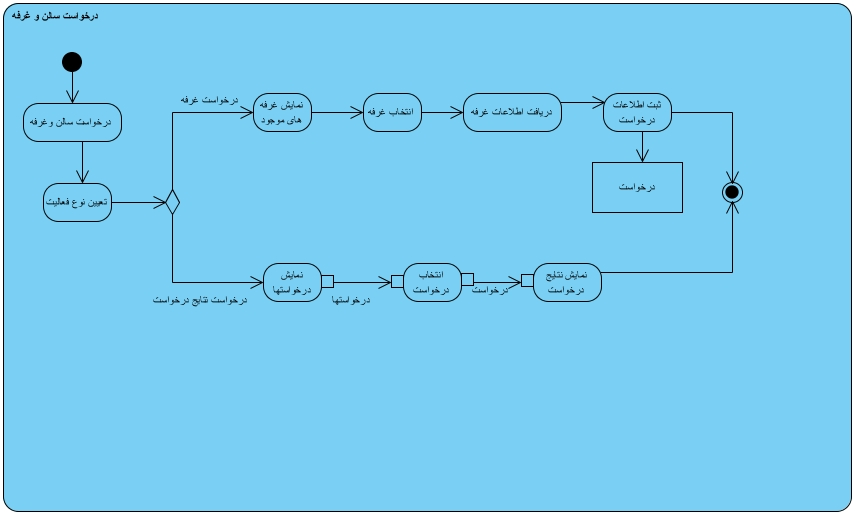 درخواست سالن و غرفه
درخواست سالن وغرفه
تعیین نوع فعالیت
درخواست غرفه
نمایش غرفه
های موجود
انتخاب غرفه
دریافت اطلاعات غرفه
ثبت اطلاعات
درخواست
درخواست
درخواست نتایج درخواست
نمایش
درخواستها
درخواستها
انتخاب
درخواست
درخواست
نمایش نتایج
درخواست